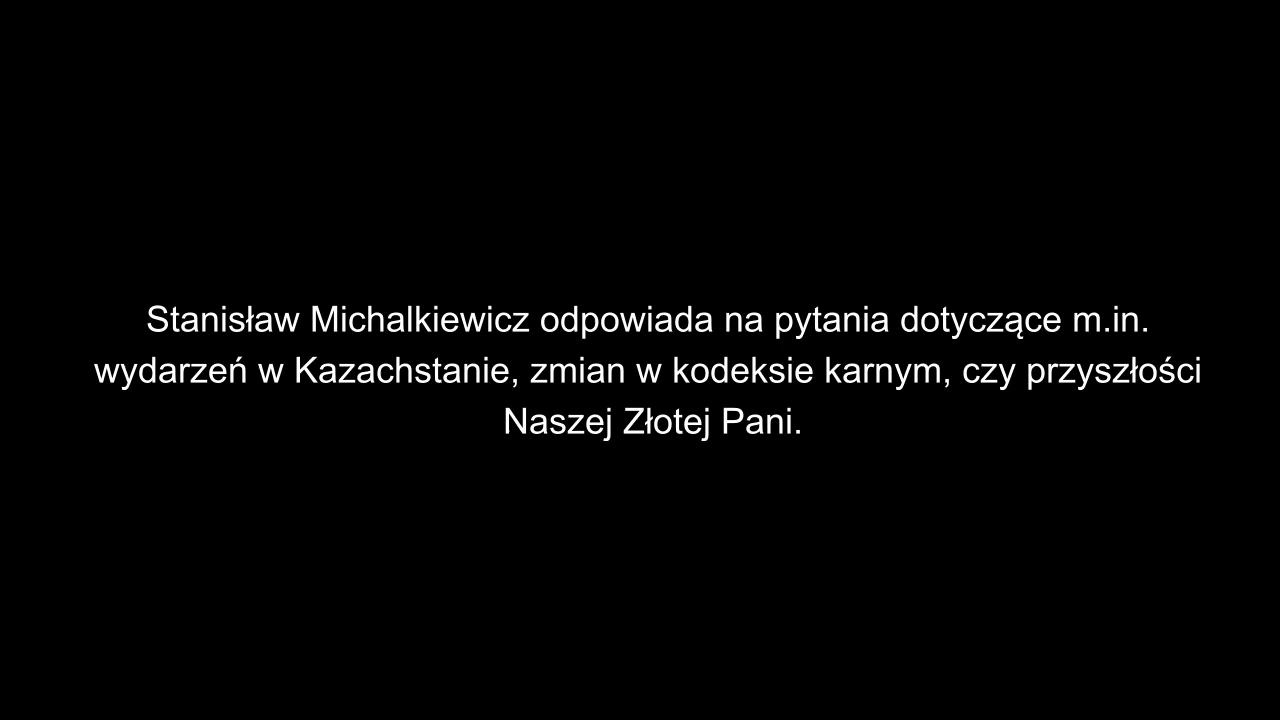 Stanisław Michalkiewicz odpowiada na pytania dotyczące m.in.
wydarzeń w Kazachstanie, zmian w kodeksie karnym, czy przyszłości
Naszej Złotej Pani.